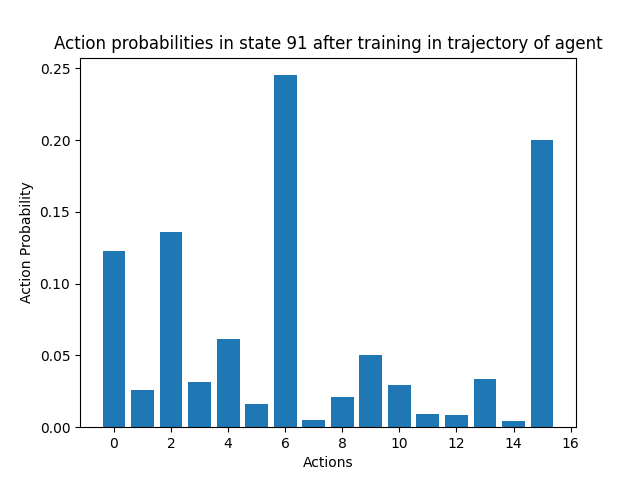 Action probabilities in state 91 after training in trajectory of agent
0.25
0.20
0.15
0.10
0.05
0.00
Action Probability
0 2 4 6 8 10 12 14 16
Actions